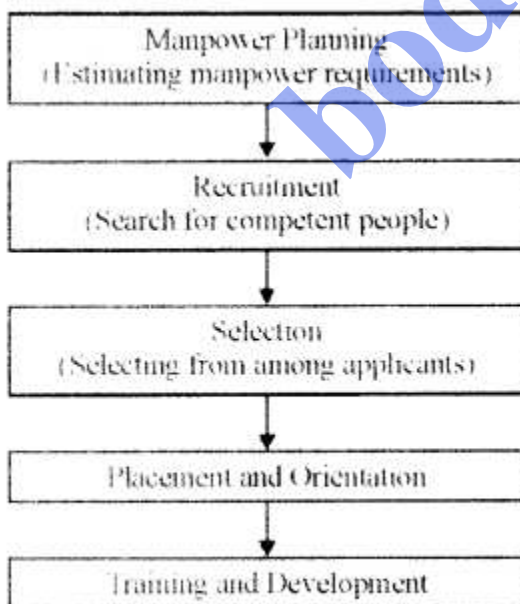 Manpower Planning
(Estimating manpower requirements)
Recruitment
(Search for competent people)
Selection
(Selecting from among applicants)
Placement and Orientation
Training and Development